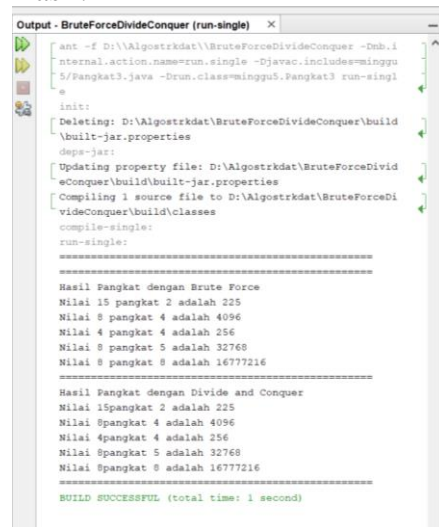 Output - BruteForceDivideConquer (run-single) ×
ant -f D:\\Algostrkdat\\BruteForceDivideConquer -Dnb.i
nternal.action.name=run.single -Djavac.includes=minggu
5/Pangkat3.java -Drun.class=minggu5.Pangkat3 run-singl
e
init:
Deleting: D:\Algostrkdat\BruteForceDivideConquer\build
\built-jar.properties
deps-jar:
Updating property file: D:\Algostrkdat\BruteForceDivid
eConquer\build\built-jar.properties
Compiling 1 source file to D:\Algostrkdat\BruteForceDi
videConquer\build\classes
compile-single:
run-single:
==================================================
==================================================
Hasil Pangkat dengan Brute Force
Nilai 15 pangkat 2 adalah 225
Nilai 8 pangkat 4 adalah 4096
Nilai 4 pangkat 4 adalah 256
Nilai 8 pangkat 5 adalah 32768
Nilai 8 pangkat 8 adalah 16777216
==================================================
Hasil Pangkat dengan Divide and Conquer
Nilai 15pangkat 2 adalah 225
Nilai 8pangkat 4 adalah 4096
Nilai 4pangkat 4 adalah 256
Nilai 8pangkat 5 adalah 32768
Nilai 8pangkat 8 adalah 16777216
==================================================
BUILD SUCCESSFUL (total time: 1 second)